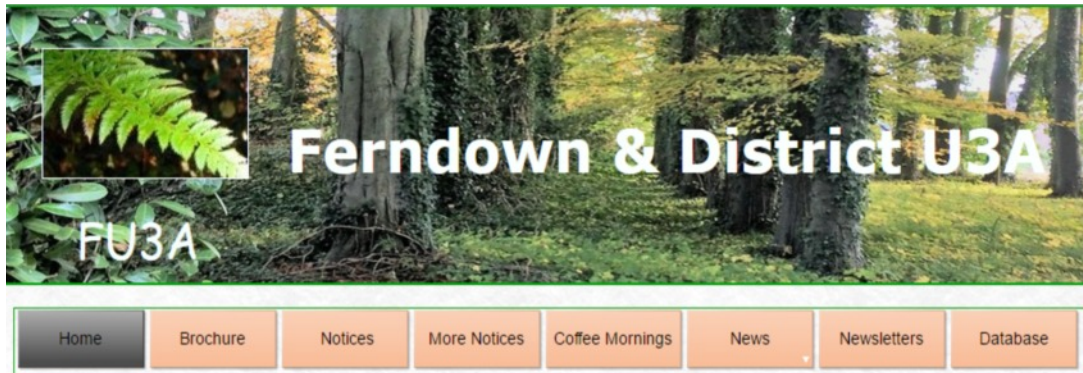 Ferndown & District U3A
FU3A
Home Brochure Notices More Notices Coffee Mornings News Newsletters Database